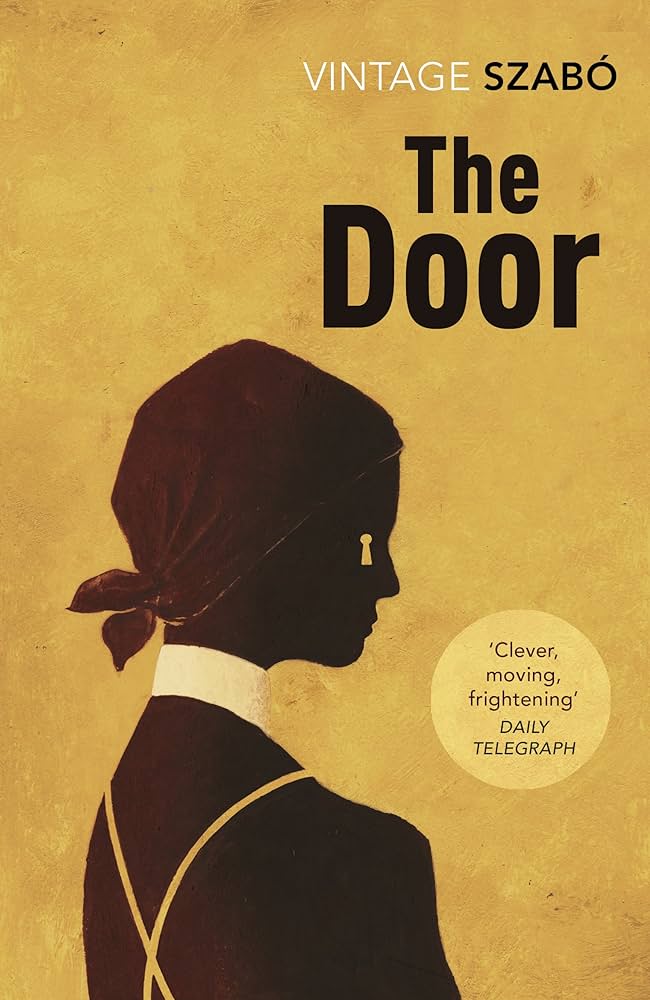 VINTAGE SZABÓ
The
Door
‘Clever,
moving,
frightening’
DAILY
TELEGRAPH